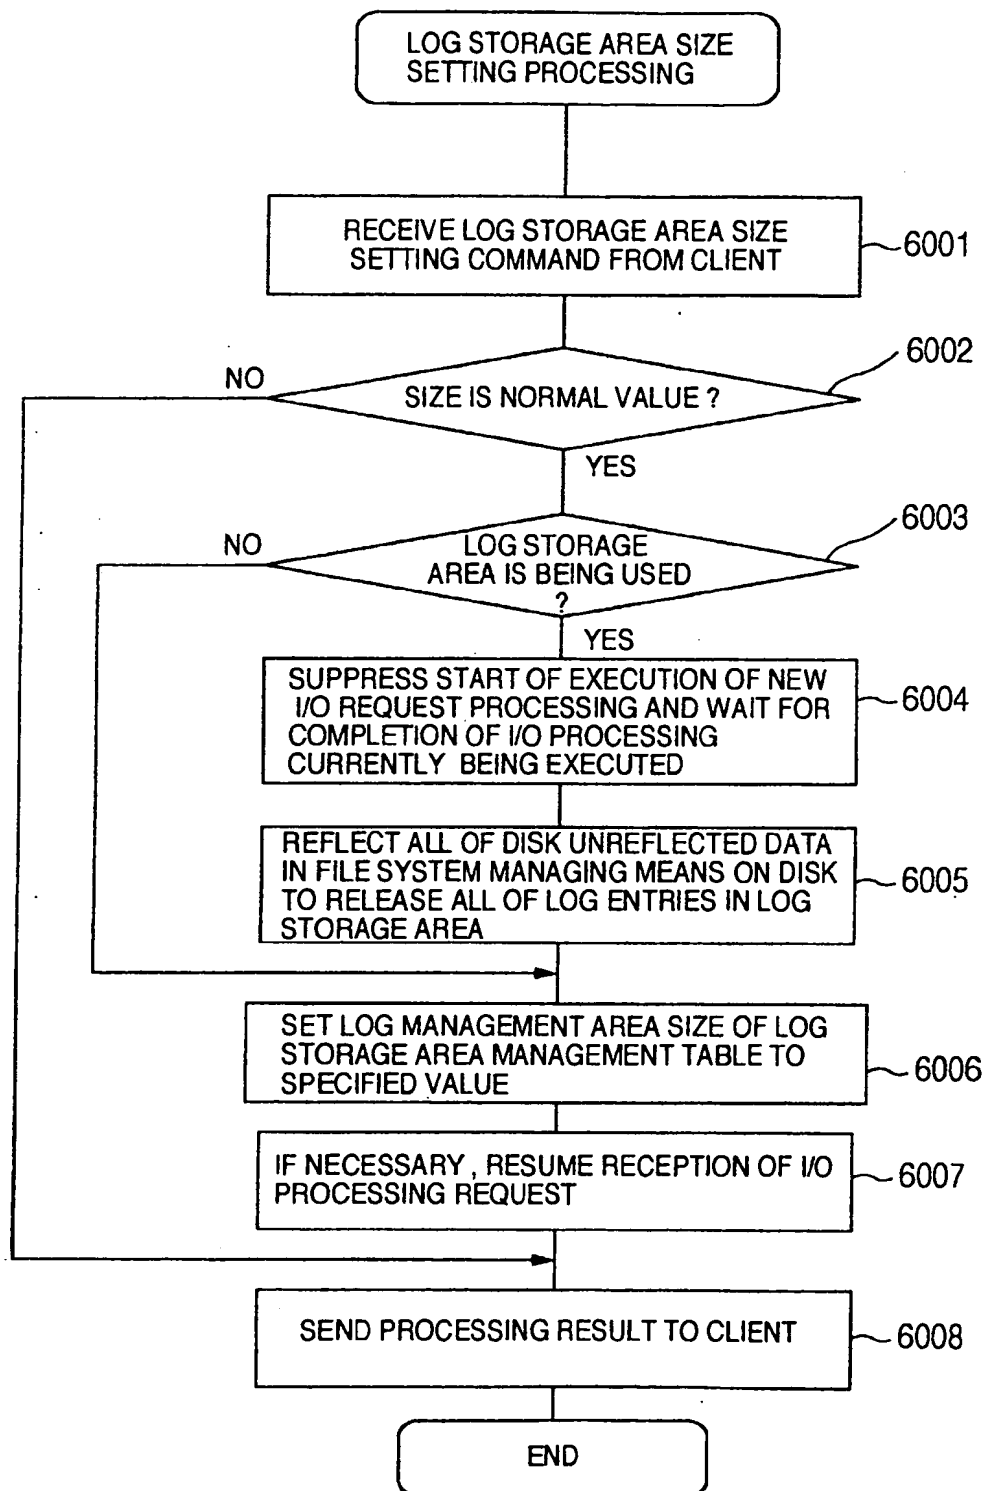 LOG STORAGE AREA SIZE
SETTING PROCESSING
RECEIVE LOG STORAGE AREA SIZE
SETTING COMMAND FROM CLIENT
6001
6002
NO
SIZE IS NORMAL VALUE ?
YES
6003
NO
LOG STORAGE
AREA IS BEING USED
?
YES
SUPPRESS START OF EXECUTION OF NEW
I/O REQUEST PROCESSING AND WAIT FOR
COMPLETION OF I/O PROCESSING
CURRENTLY BEING EXECUTED
6004
REFLECT ALL OF DISK UNREFLECTED DATA
IN FILE SYSTEM MANAGING MEANS ON DISK
TO RELEASE ALL OF LOG ENTRIES IN LOG
STORAGE AREA
6005
SET LOG MANAGEMENT AREA SIZE OF LOG
STORAGE AREA MANAGEMENT TABLE TO
SPECIFIED VALUE
6006
IF NECESSARY , RESUME RECEPTION OF I/O
PROCESSING REQUEST
6007
SEND PROCESSING RESULT TO CLIENT
6008
END